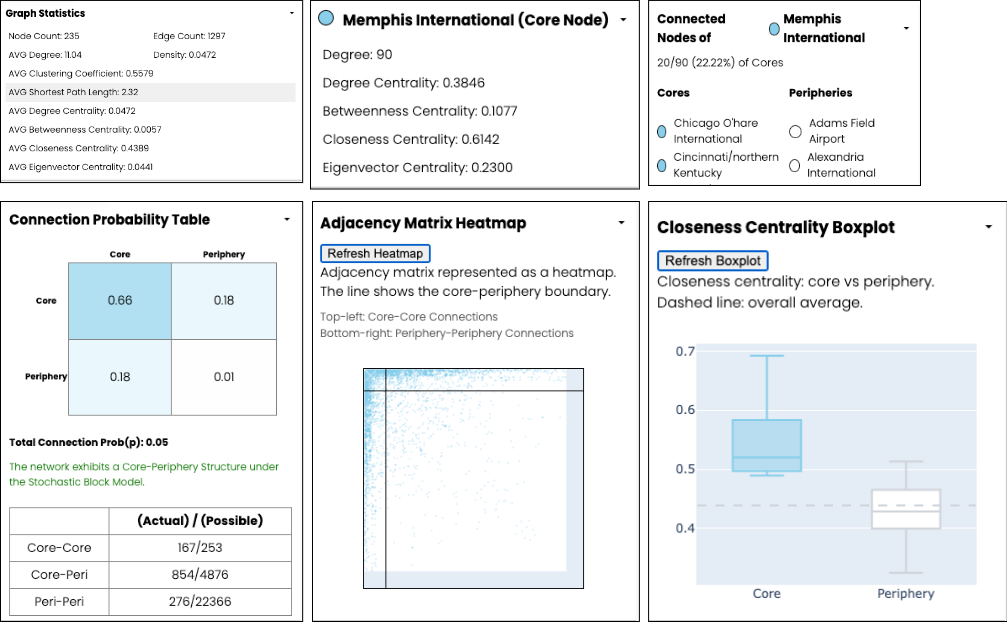 Graph Statistics
Node Count: 235
Edge Count: 1297
AVG Degree: 11.04
Density: 0.0472
AVG Clustering Coefficient: 0.5579
AVG Shortest Path Length: 2.32
AVG Degree Centrality: 0.0472
AVG Betweenness Centrality: 0.0057
AVG Closeness Centrality: 0.4389
AVG Eigenvector Centrality: 0.0441
Memphis International (Core Node)
Degree: 90
Degree Centrality: 0.3846
Betweenness Centrality: 0.1077
Closeness Centrality: 0.6142
Eigenvector Centrality: 0.2300
Connected
Nodes of
Memphis
International
20/90 (22.22%) of Cores
Cores
Peripheries
Chicago O'hare
International
Adams Field
Airport
Cincinnati/northern
Kentucky
Alexandria
International
Connection Probability Table
Core
Periphery
Core
0.66
0.18
Periphery
0.18
0.01
Total Connection Prob(p): 0.05
The network exhibits a Core-Periphery Structure under
the Stochastic Block Model.
(Actual) / (Possible)
Core-Core
167/253
Core-Peri
854/4876
Peri-Peri
276/22366
Adjacency Matrix Heatmap
Refresh Heatmap
Adjacency matrix represented as a heatmap.
The line shows the core-periphery boundary.
Top-left: Core-Core Connections
Bottom-right: Periphery-Periphery Connections
Closeness Centrality Boxplot
Refresh Boxplot
Closeness centrality: core vs periphery.
Dashed line: overall average.
0.7
0.6
0.5
0.4
Core
Periphery